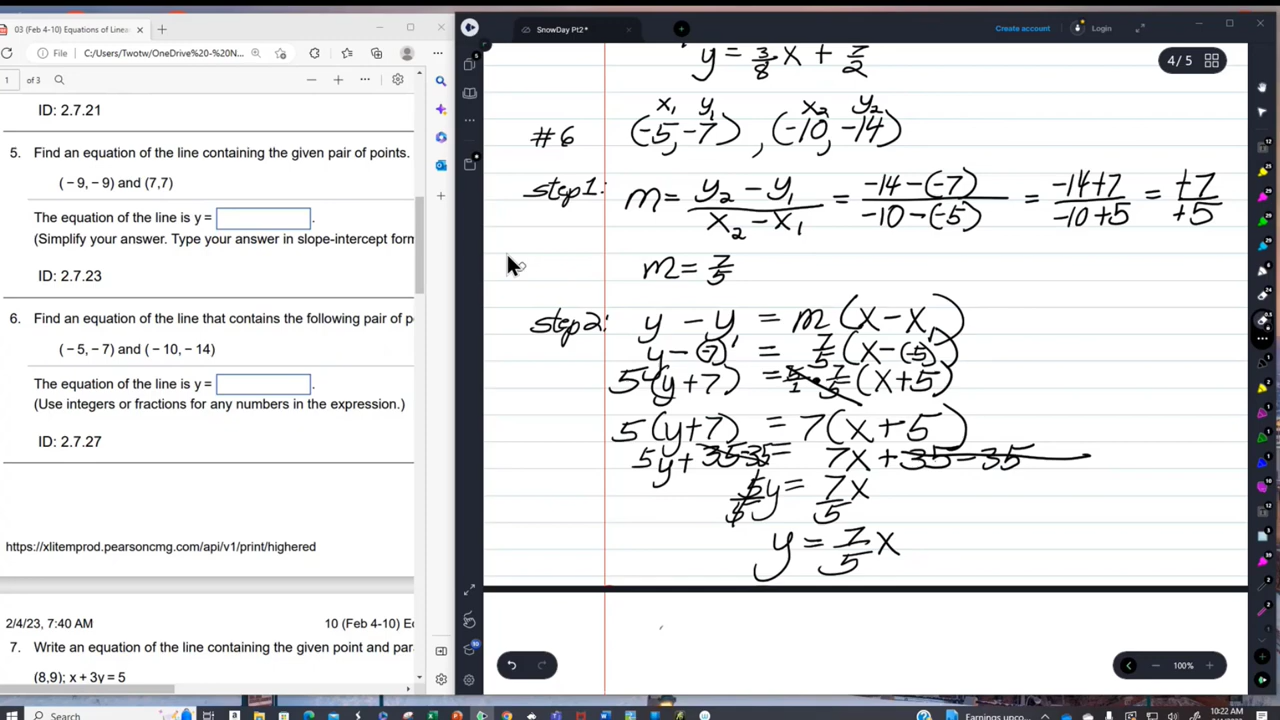 03 (Feb 4-10) Equations of Linea
File
C:/Users/Twotw/OneDrive%20-%20N...
1 of 3
ID: 2.7.21
5. Find an equation of the line containing the given pair of points.
( − 9, − 9) and (7,7)
The equation of the line is y =
(Simplify your answer. Type your answer in slope-intercept form
ID: 2.7.23
6. Find an equation of the line that contains the following pair of p
( − 5, − 7) and ( − 10, − 14)
The equation of the line is y =
(Use integers or fractions for any numbers in the expression.)
ID: 2.7.27
https://xlitemprod.pearsoncmg.com/api/v1/print/highered
2/4/23, 7:40 AM 10 (Feb 4-10) Ec
7. Write an equation of the line containing the given point and par
(8,9); x + 3y = 5
SnowDay Pt2*
Create account
Login
4/5
y = 3/8 x + 7/2
x₁ y₁ x₂ y₂
#6 (-5,-7) , (-10, -14)
step1: m = (y₂ - y₁)/(x₂ - x₁) = (-14-(-7))/(-10-(-5)) = (-14+7)/(-10+5) = +7/+5
m = 7/5
step2: y - y₁ = m(x - x₁)
y - (-7) = 7/5 (x - (-5))
5(y+7) = 5/1 · 7/5 (x+5)
5(y+7) = 7(x+5)
5y + 35-35 = 7x + 35 - 35
5y/5 = 7x/5
y = 7/5 x
100%
Search
Earnings upco...
10:22 AM